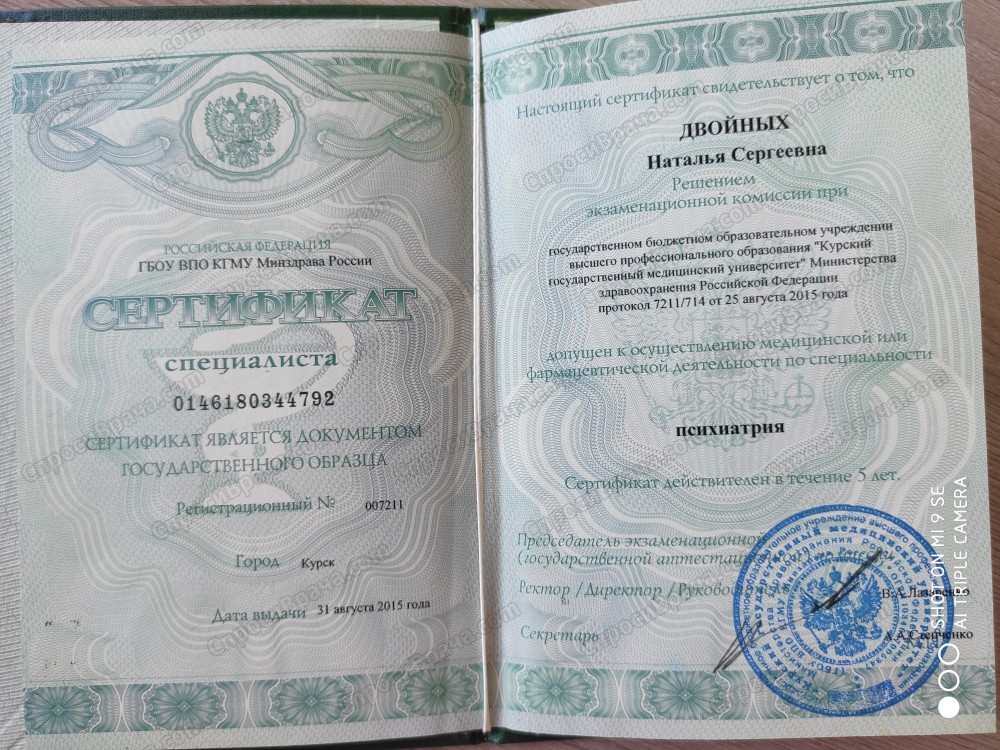 РОССИЙСКАЯ ФЕДЕРАЦИЯ
ГБОУ ВПО КГМУ Минздрава России
СЕРТИФИКАТ
специалиста
0146180344792
СЕРТИФИКАТ ЯВЛЯЕТСЯ ДОКУМЕНТОМ
ГОСУДАРСТВЕННОГО ОБРАЗЦА
Регистрационный № 007211
Город Курск
Дата выдачи 31 августа 2015 года
Настоящий сертификат свидетельствует о том, что
ДВОЙНЫХ
Наталья Сергеевна
Решением
экзаменационной комиссии при
государственном бюджетном образовательном учреждении
высшего профессионального образования "Курский
государственный медицинский университет" Министерства
здравоохранения Российской Федерации
протокол 7211/714 от 25 августа 2015 года
допущен к осуществлению медицинской или
фармацевтической деятельности по специальности
психиатрия
Сертификат действителен в течение 5 лет.
Председатель экзаменационной
(государственной
Ректор /Директор /Руководитель
В.А.Лазаренко
Секретарь
СпросиВрача.com
SHOT ON MI 9 SE
AI TRIPLE CAMERA